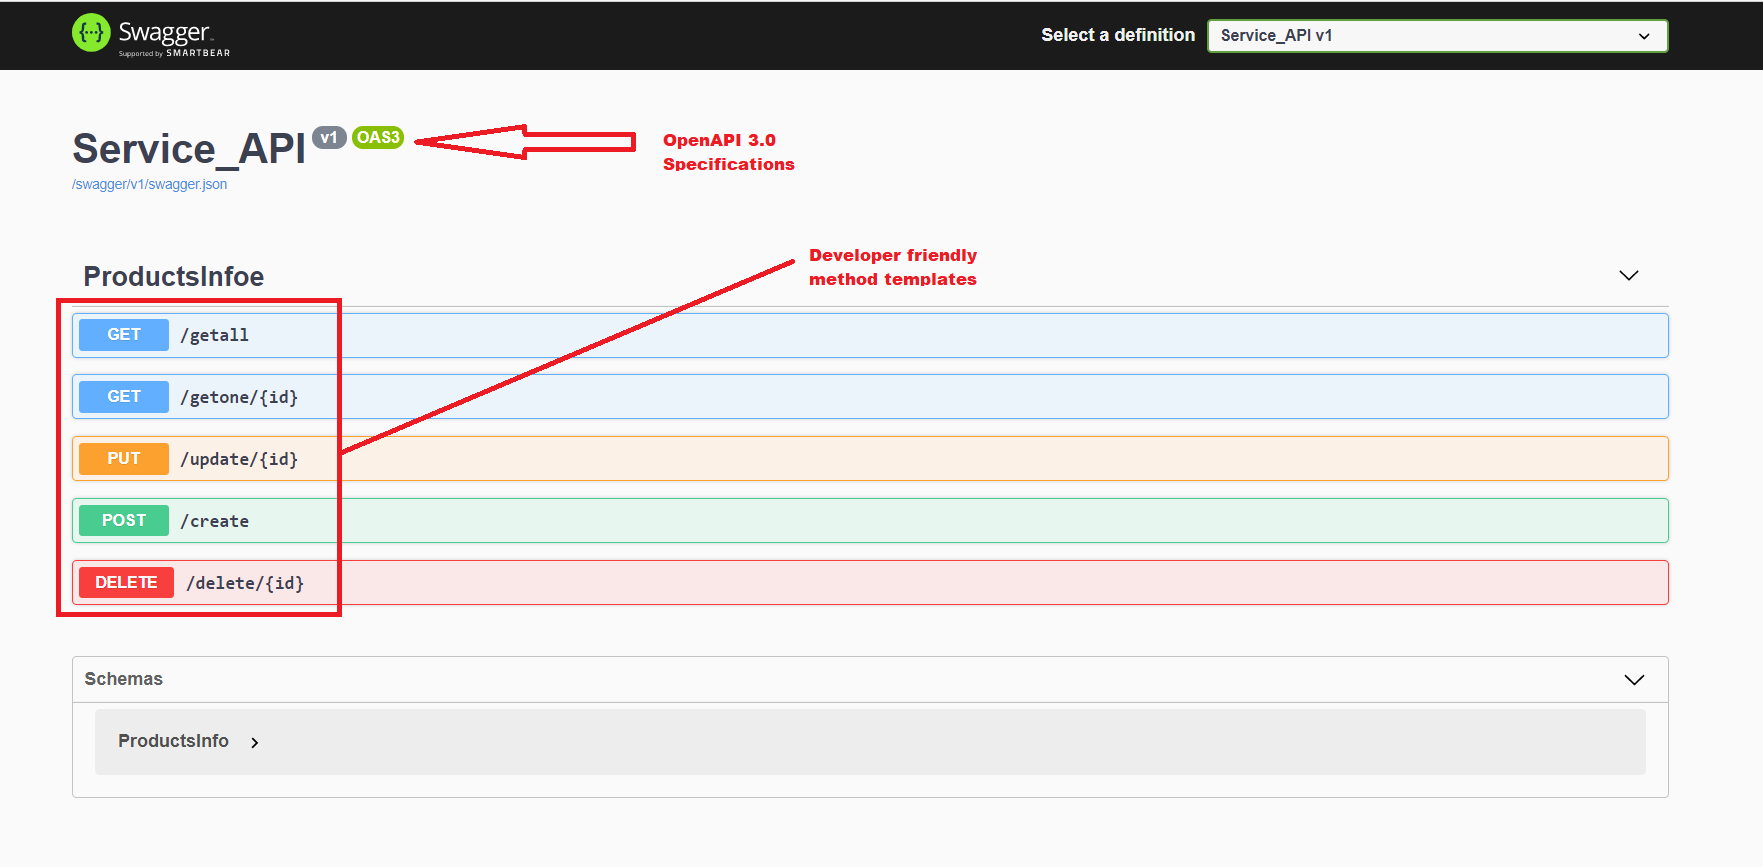 {···} Swagger
Supported by SMARTBEAR
Select a definition
Service_API v1
Service_API v1 OAS3
/swagger/v1/swagger.json
OpenAPI 3.0
Specifications
ProductsInfoe
Developer friendly
method templates
GET /getall
GET /getone/{id}
PUT /update/{id}
POST /create
DELETE /delete/{id}
Schemas
ProductsInfo